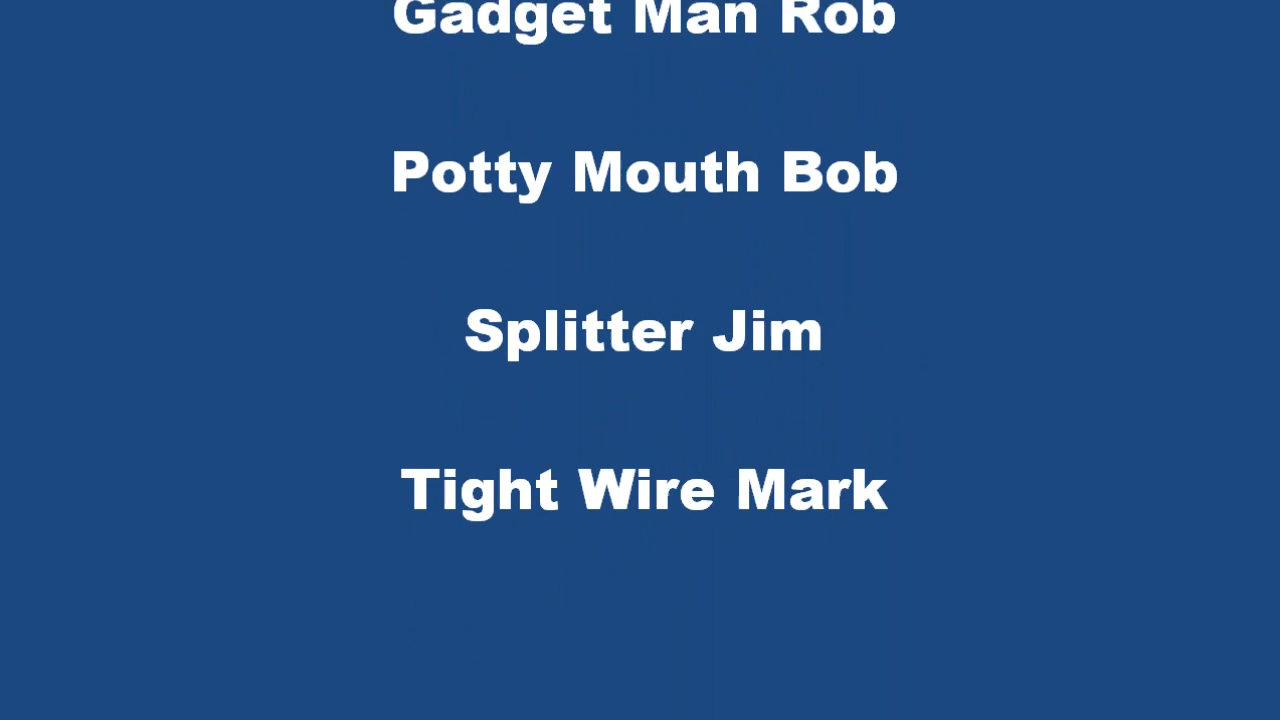 Gadget Man Rob
Potty Mouth Bob
Splitter Jim
Tight Wire Mark